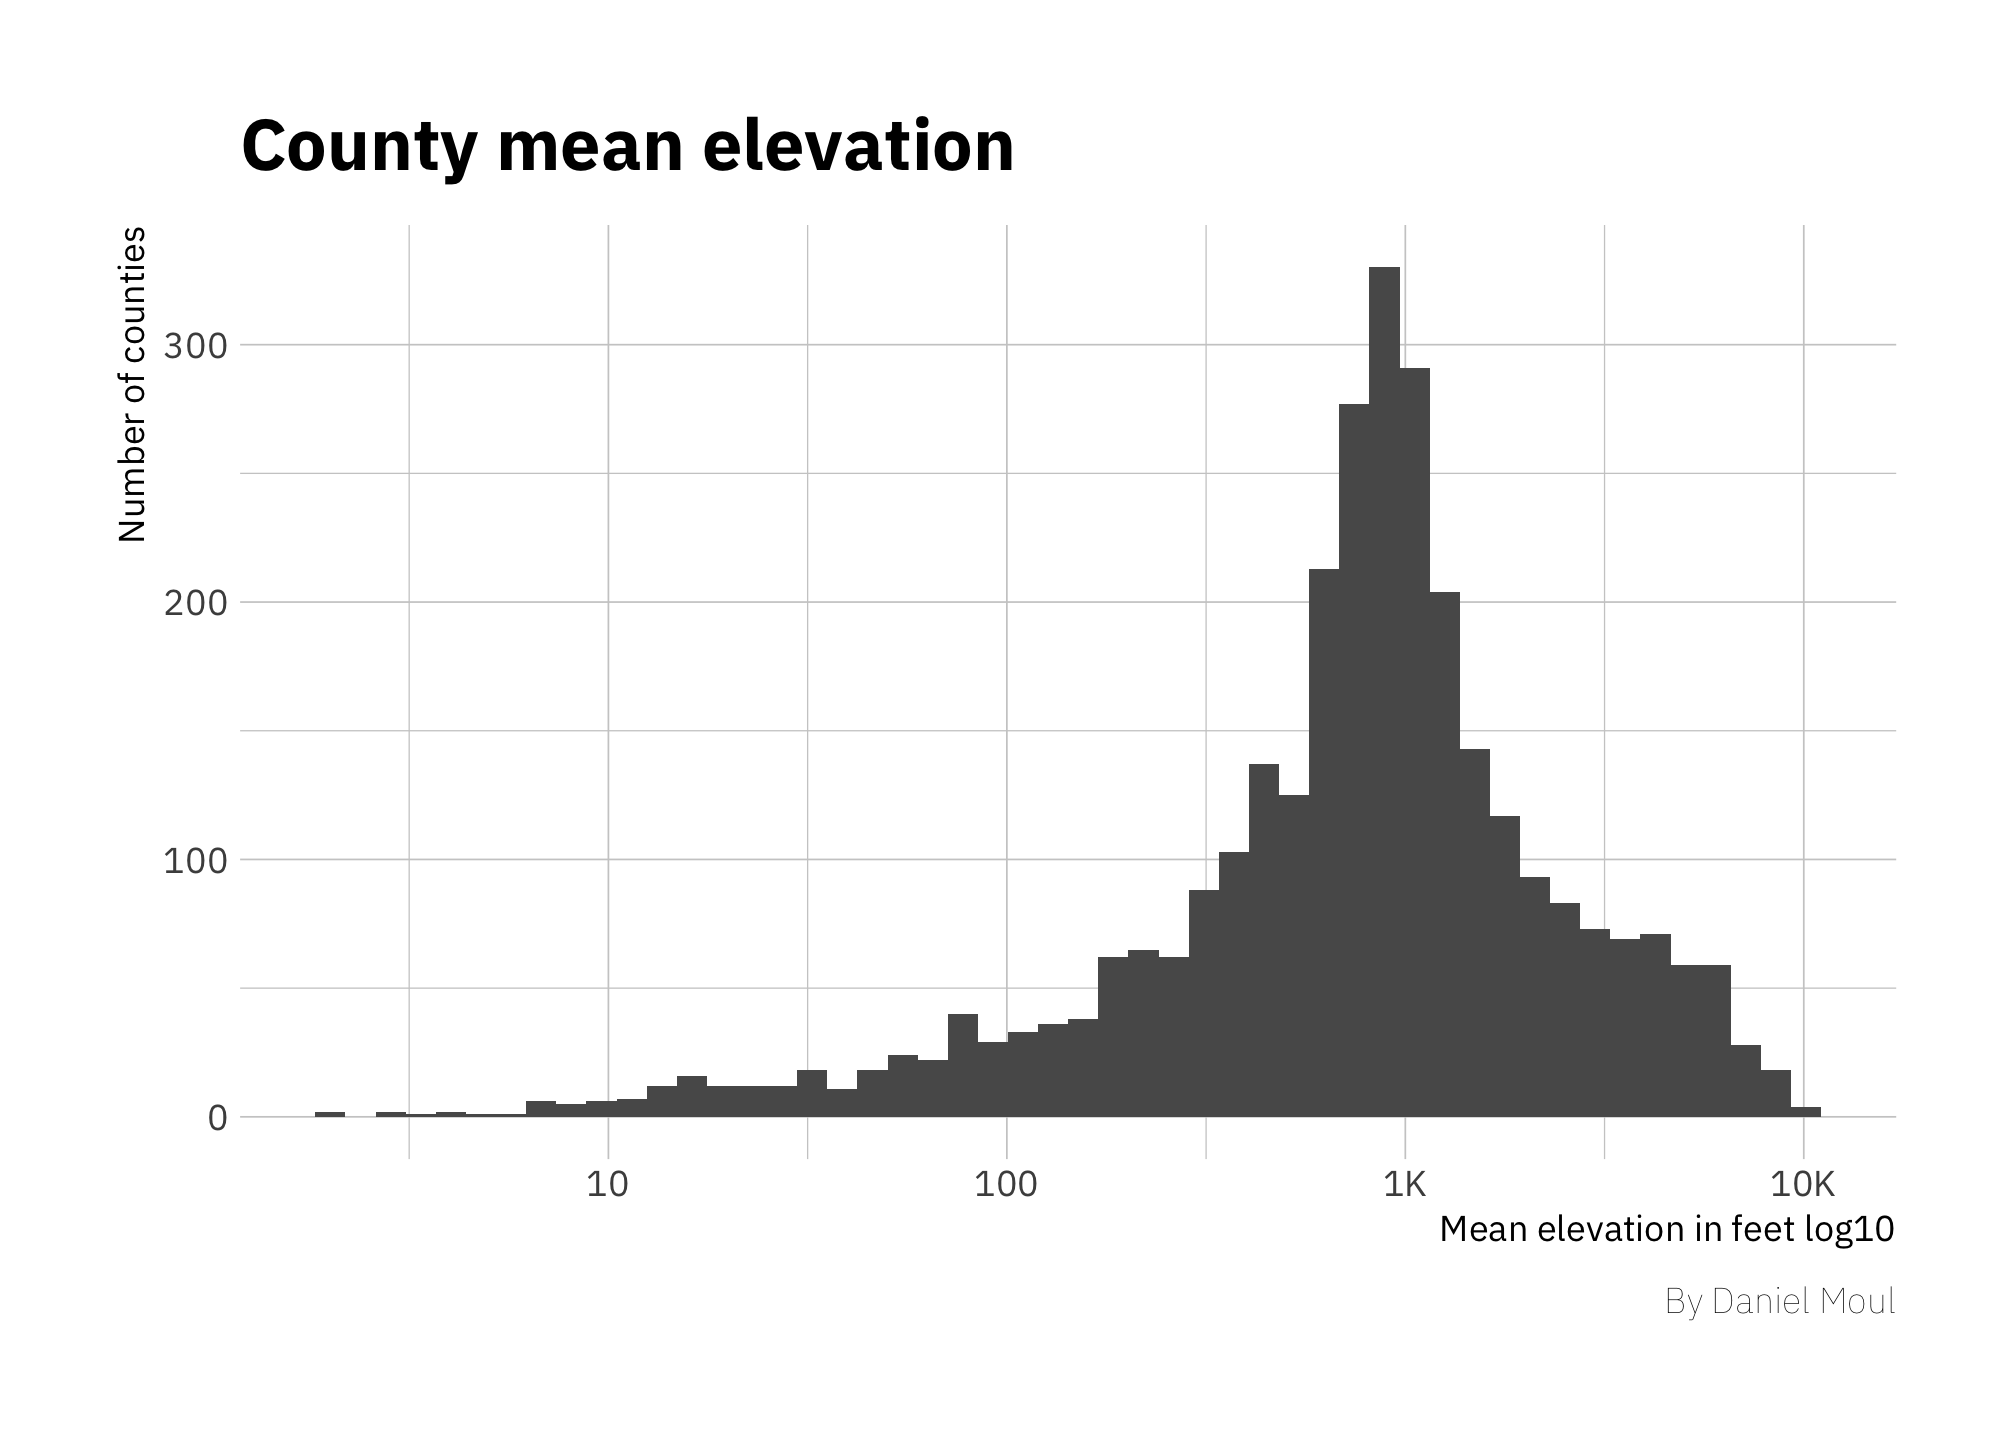 County mean elevation
Number of counties
300
200
100
0
10
100
1K
10K
Mean elevation in feet log10
By Daniel Moul